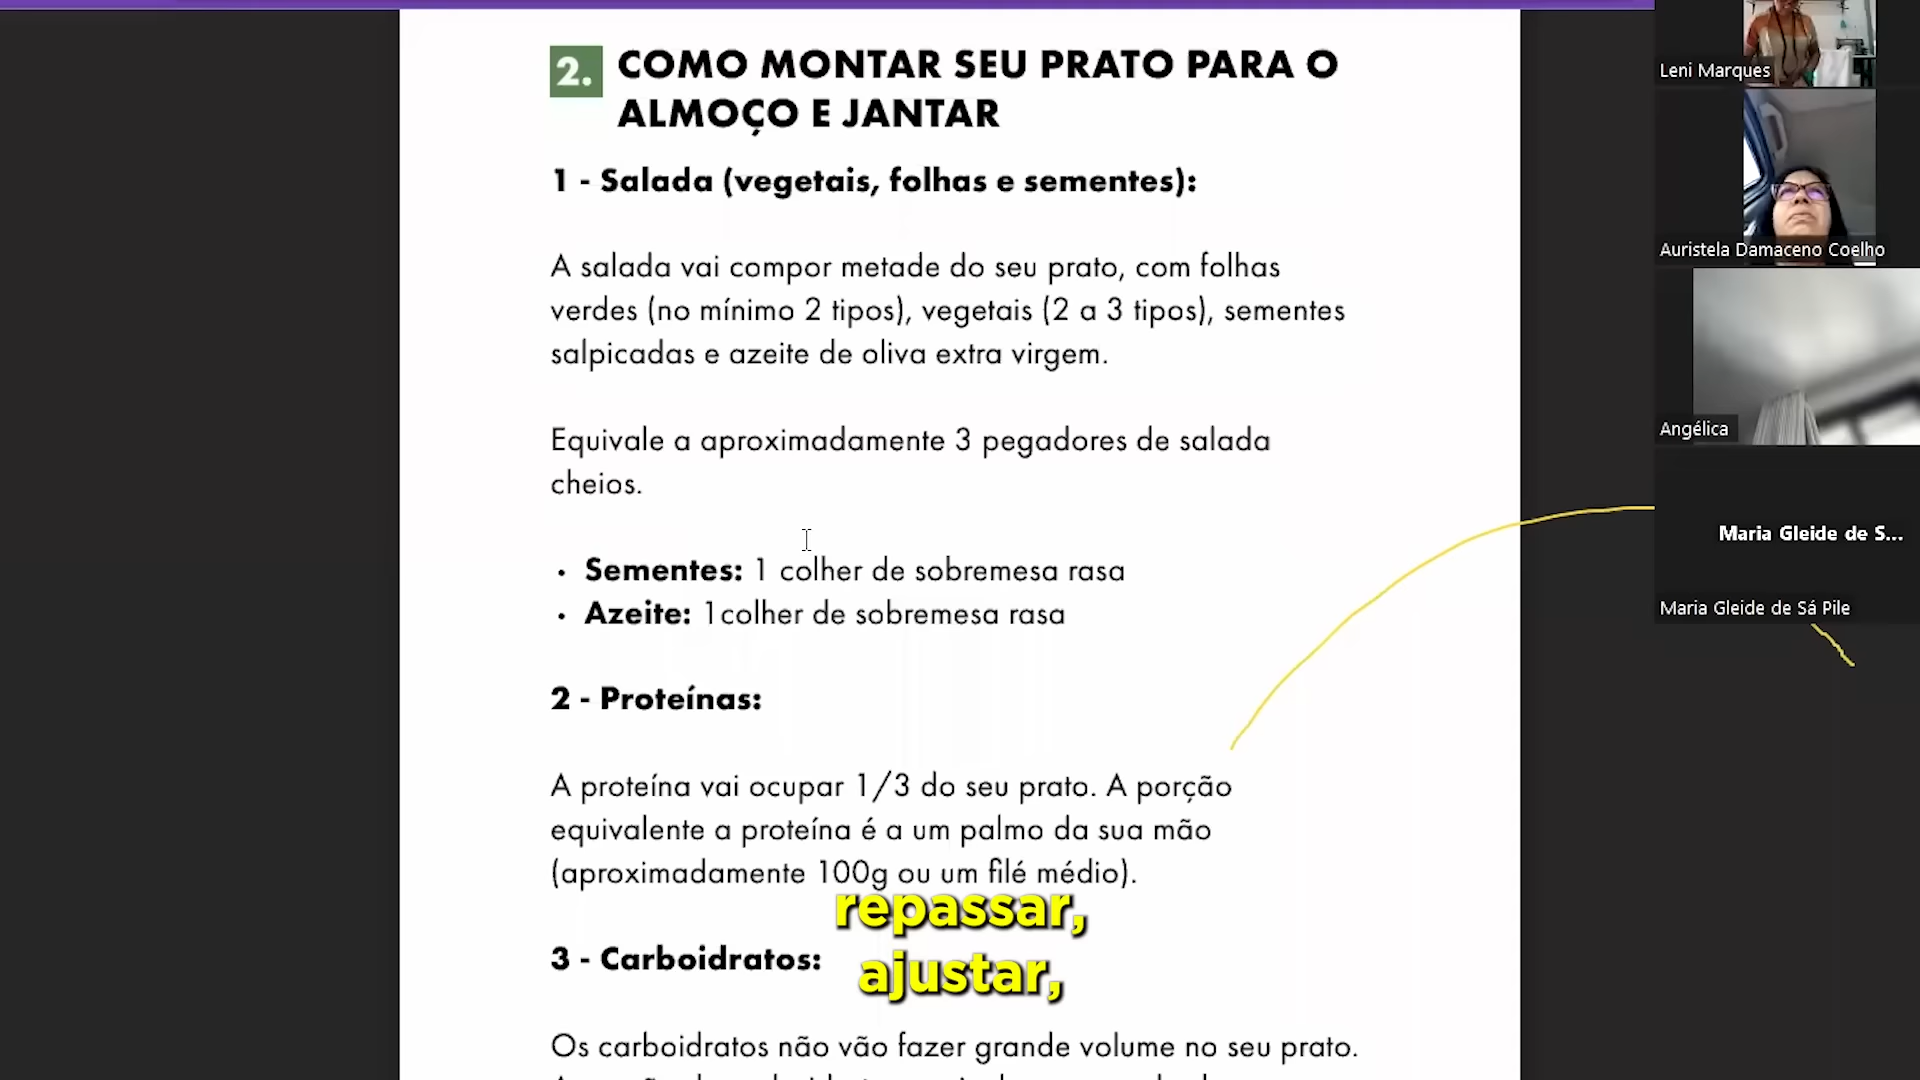 2. COMO MONTAR SEU PRATO PARA O
ALMOÇO E JANTAR
1 - Salada (vegetais, folhas e sementes):
A salada vai compor metade do seu prato, com folhas
verdes (no mínimo 2 tipos), vegetais (2 a 3 tipos), sementes
salpicadas e azeite de oliva extra virgem.
Equivale a aproximadamente 3 pegadores de salada
cheios.
• Sementes: 1 colher de sobremesa rasa
• Azeite: 1colher de sobremesa rasa
2 - Proteínas:
A proteína vai ocupar 1/3 do seu prato. A porção
equivalente a proteína é a um palmo da sua mão
(aproximadamente 100g ou um filé médio).
repassar,
3 - Carboidratos:
ajustar,
Os carboidratos não vão fazer grande volume no seu prato.
Leni Marques
Auristela Damaceno Coelho
Angélica
Maria Gleide de S...
Maria Gleide de Sá Pile